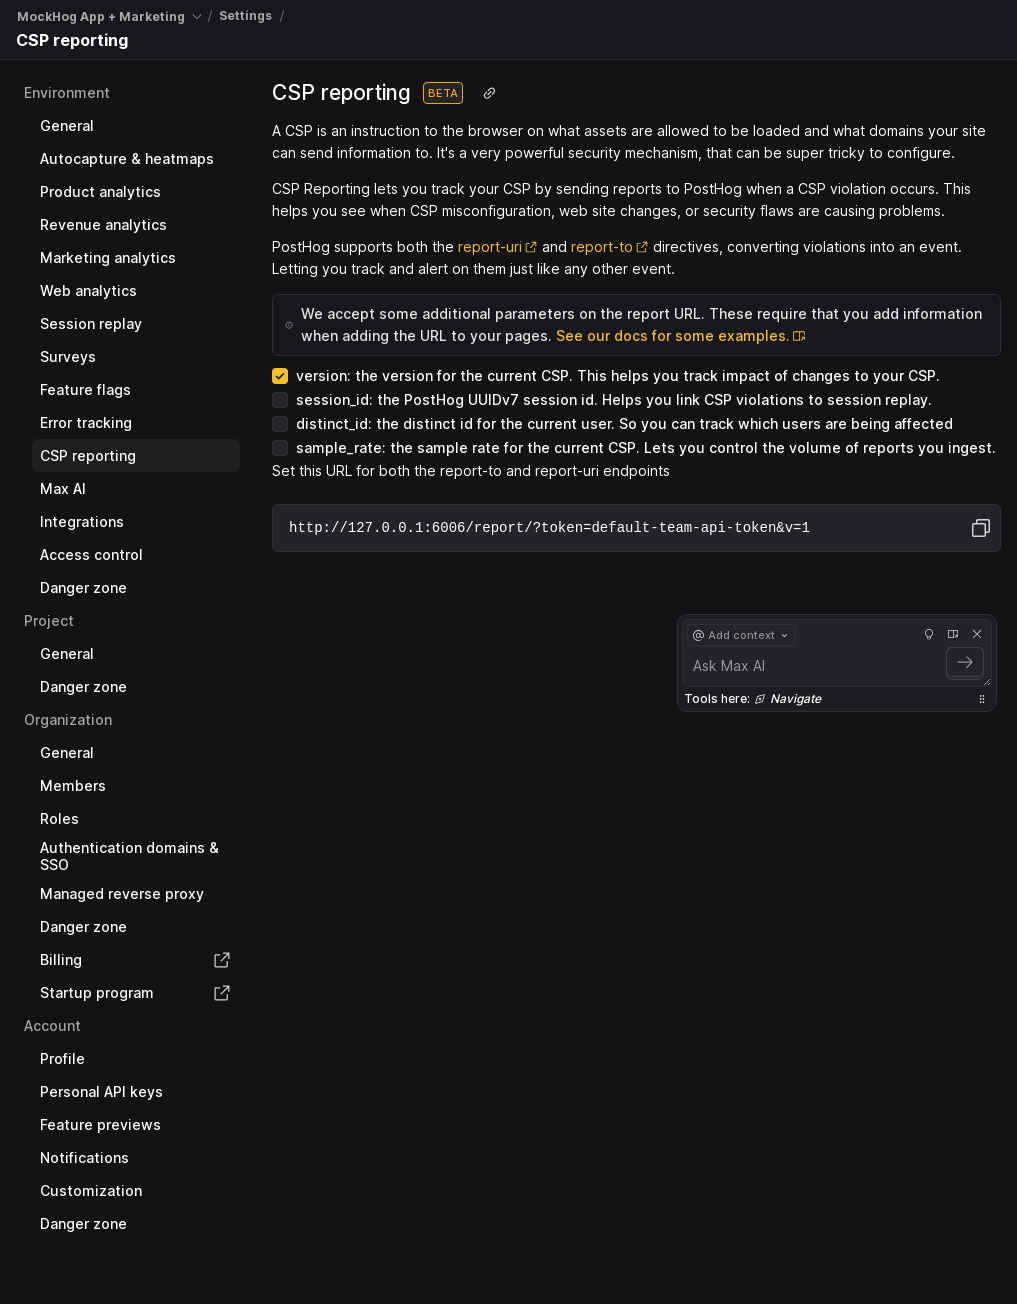 MockHog App + Marketing / Settings /
CSP reporting
Environment
General
Autocapture & heatmaps
Product analytics
Revenue analytics
Marketing analytics
Web analytics
Session replay
Surveys
Feature flags
Error tracking
CSP reporting
Max AI
Integrations
Access control
Danger zone
Project
General
Danger zone
Organization
General
Members
Roles
Authentication domains &
SSO
Managed reverse proxy
Danger zone
Billing
Startup program
Account
Profile
Personal API keys
Feature previews
Notifications
Customization
Danger zone
CSP reporting BETA
A CSP is an instruction to the browser on what assets are allowed to be loaded and what domains your site
can send information to. It's a very powerful security mechanism, that can be super tricky to configure.
CSP Reporting lets you track your CSP by sending reports to PostHog when a CSP violation occurs. This
helps you see when CSP misconfiguration, web site changes, or security flaws are causing problems.
PostHog supports both the report-uri and report-to directives, converting violations into an event.
Letting you track and alert on them just like any other event.
We accept some additional parameters on the report URL. These require that you add information
when adding the URL to your pages. See our docs for some examples.
version: the version for the current CSP. This helps you track impact of changes to your CSP.
session_id: the PostHog UUIDv7 session id. Helps you link CSP violations to session replay.
distinct_id: the distinct id for the current user. So you can track which users are being affected
sample_rate: the sample rate for the current CSP. Lets you control the volume of reports you ingest.
Set this URL for both the report-to and report-uri endpoints
http://127.0.0.1:6006/report/?token=default-team-api-token&v=1
@ Add context
Ask Max AI
Tools here: Navigate